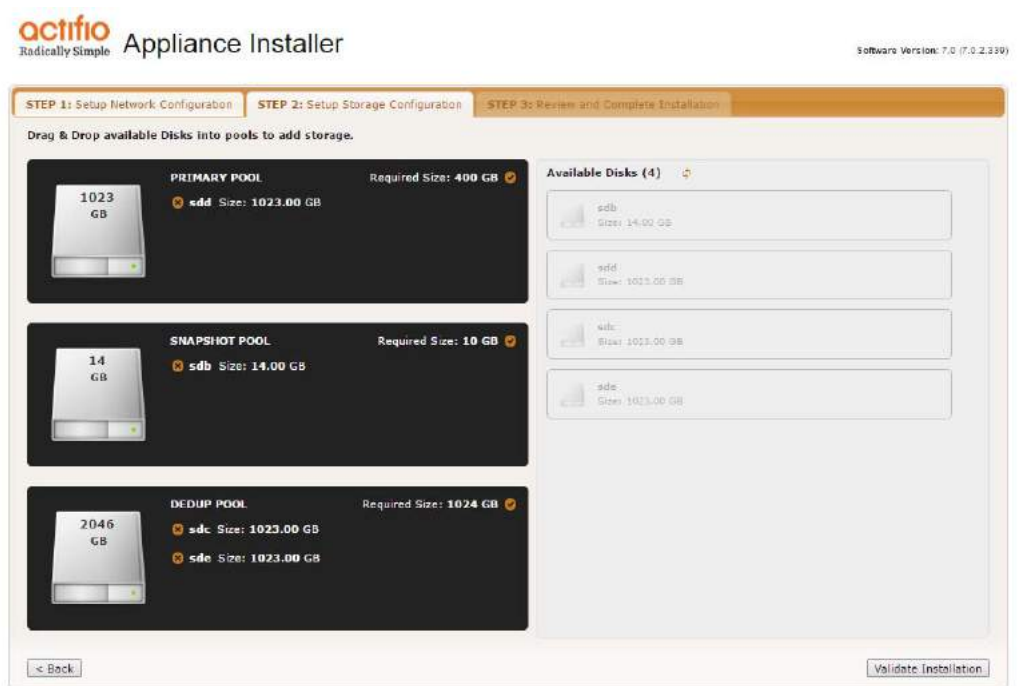 actifio
Radically Simple
Appliance Installer
Software Version: 7.0 (7.0.2.339)
STEP 1: Setup Network Configuration
STEP 2: Setup Storage Configuration
STEP 3: Review and Complete Installation
Drag & Drop available Disks into pools to add storage.
1023
GB
PRIMARY POOL
Required Size: 400 GB
sdd Size: 1023.00 GB
14
GB
SNAPSHOT POOL
Required Size: 10 GB
sdb Size: 14.00 GB
2046
GB
DEDUP POOL
Required Size: 1024 GB
sdc Size: 1023.00 GB
sde Size: 1023.00 GB
Available Disks (4)
sdb
Size: 14.00 GB
sdd
Size: 1023.00 GB
sdc
Size: 1023.00 GB
sde
Size: 1023.00 GB
< Back
Validate Installation